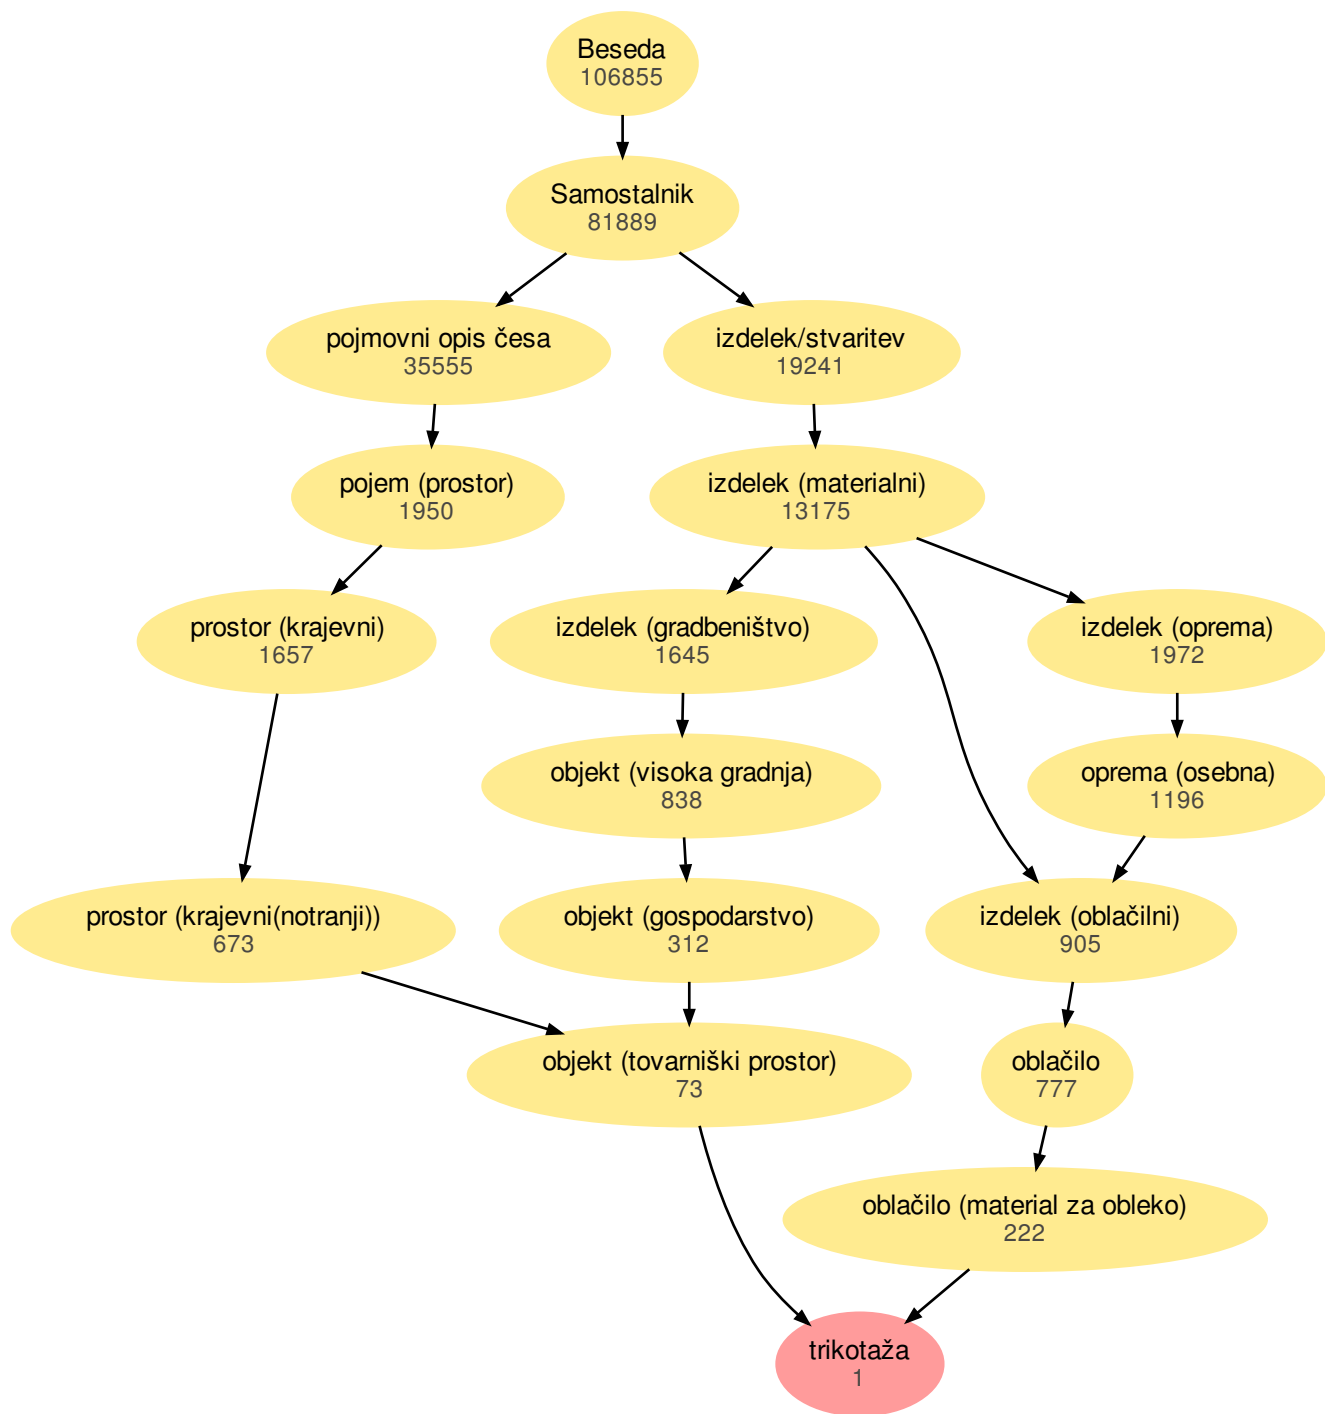 Beseda
106855
Samostalnik
81889
pojmovni opis česa
35555
izdelek/stvaritev
19241
pojem (prostor)
1950
izdelek (materialni)
13175
prostor (krajevni)
1657
izdelek (gradbeništvo)
1645
izdelek (oprema)
1972
objekt (visoka gradnja)
838
oprema (osebna)
1196
prostor (krajevni(notranji))
673
objekt (gospodarstvo)
312
izdelek (oblačilni)
905
objekt (tovarniški prostor)
73
oblačilo
777
oblačilo (material za obleko)
222
trikotaža
1